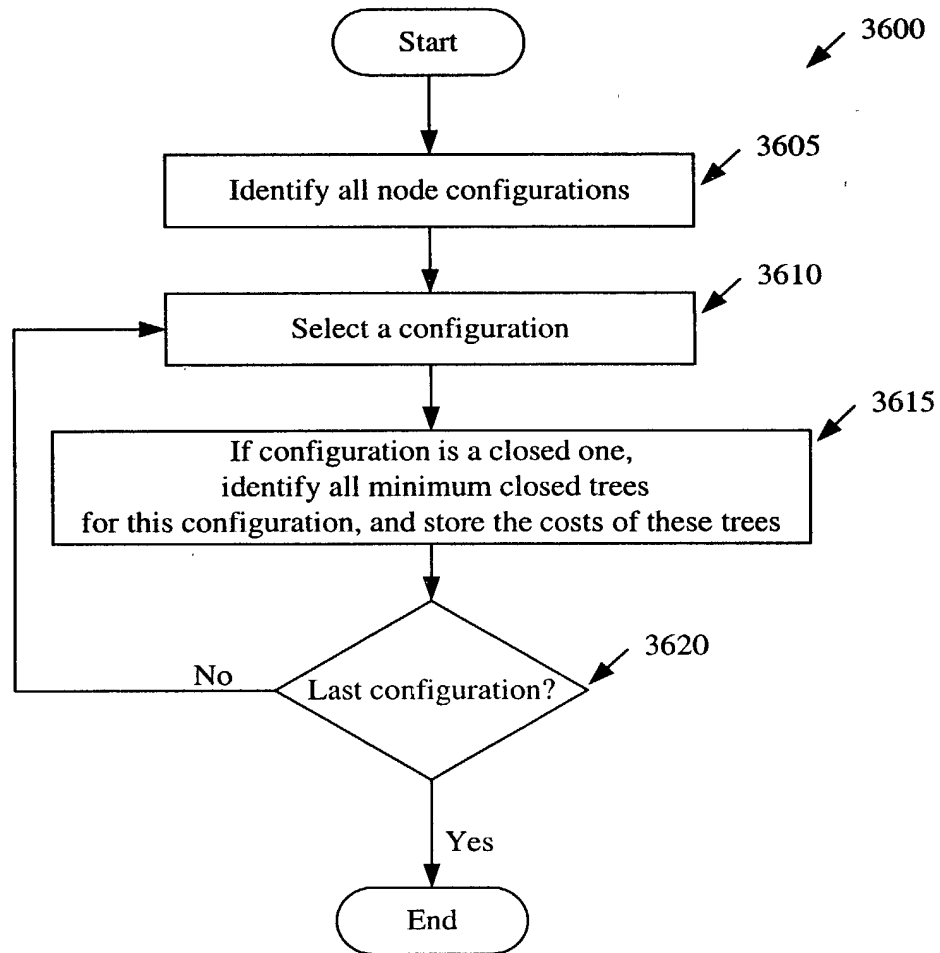 Start
3600
3605
Identify all node configurations
3610
Select a configuration
3615
If configuration is a closed one,
identify all minimum closed trees
for this configuration, and store the costs of these trees
3620
No
Last configuration?
Yes
End